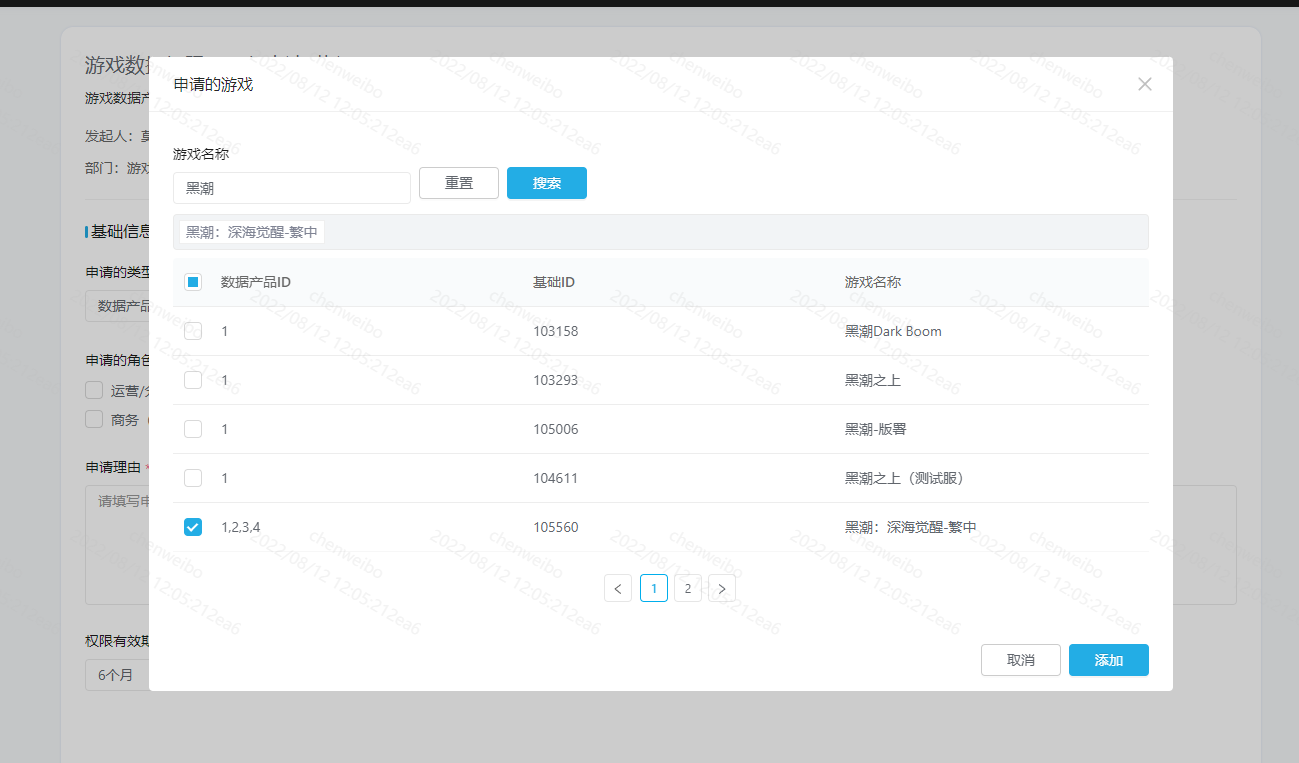 游戏数据
申请的游戏
游戏数据产
发起人：
部门：游戏
游戏名称
黑潮
重置
搜索
黑潮：深海觉醒-繁中
基础信息
申请的类型
数据产品
数据产品ID 基础ID 游戏名称
1 103158 黑潮Dark Boom
1 103293 黑潮之上
1 105006 黑潮-版署
1 104611 黑潮之上（测试服）
1,2,3,4 105560 黑潮：深海觉醒-繁中
申请的角色
运营/
商务（
申请理由 *
请填写申
< 1 2 >
权限有效期
6个月
取消
添加
chenweibo
2022/08/12 12:05:212ea6